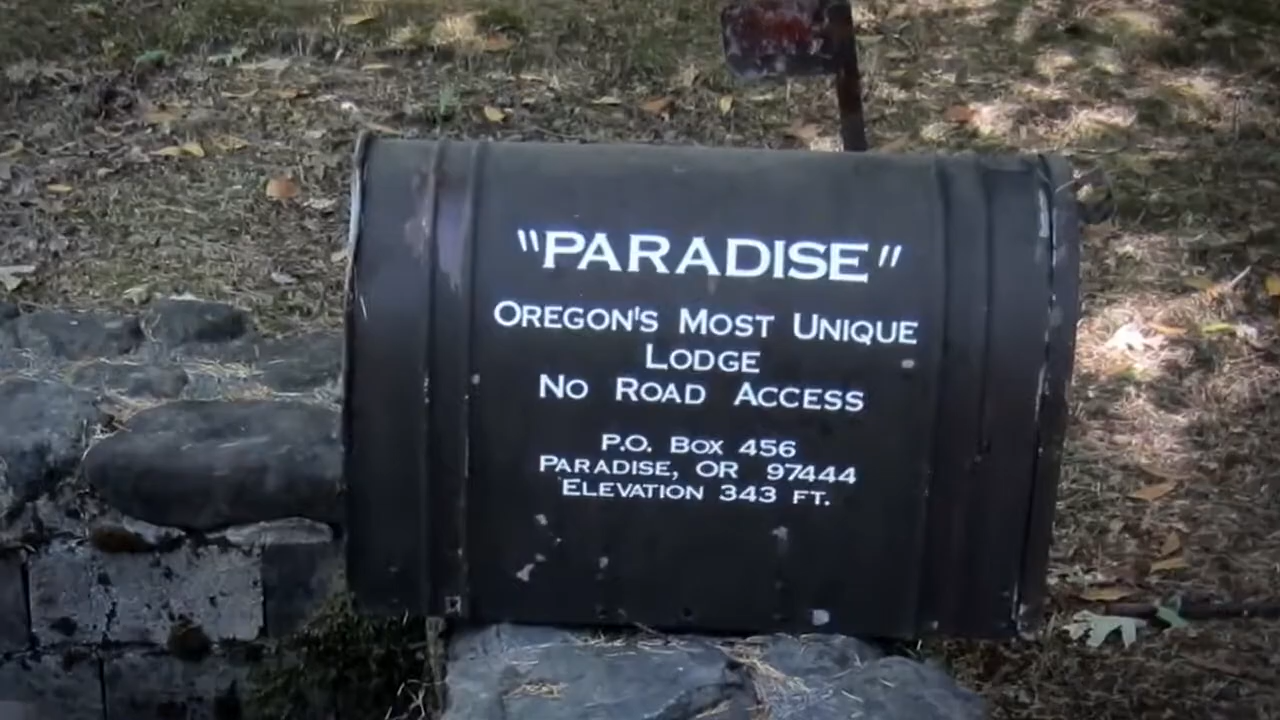 "PARADISE"
OREGON'S MOST UNIQUE
LODGE
NO ROAD ACCESS
P.O. BOX 456
PARADISE, OR 97444
ELEVATION 343 FT.